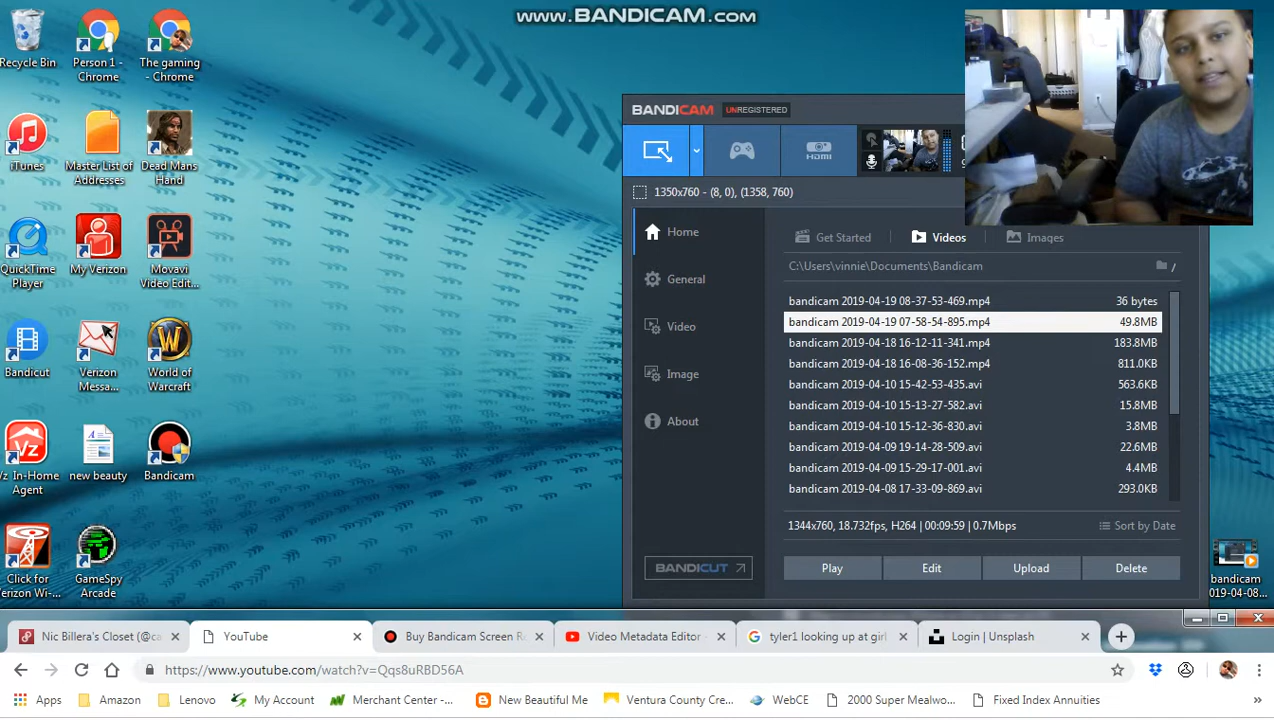 www.BANDICAM.com
Recycle Bin
Person 1 - Chrome
The gaming - Chrome
iTunes
Master List of Addresses
Dead Mans Hand
QuickTime Player
My Verizon
Movavi Video Edit...
Bandicut
Verizon Messa...
World of Warcraft
Vz In-Home Agent
new beauty
Bandicam
Click for Verizon Wi-...
GameSpy Arcade
BANDICAM UNREGISTERED
HDMI
1350x760 - (8, 0), (1358, 760)
Home
General
Video
Image
About
BANDICUT
Get Started
Videos
Images
C:\Users\vinnie\Documents\Bandicam
/
bandicam 2019-04-19 08-37-53-469.mp4 36 bytes
bandicam 2019-04-19 07-58-54-895.mp4 49.8MB
bandicam 2019-04-18 16-12-11-341.mp4 183.8MB
bandicam 2019-04-18 16-08-36-152.mp4 811.0KB
bandicam 2019-04-10 15-42-53-435.avi 563.6KB
bandicam 2019-04-10 15-13-27-582.avi 15.8MB
bandicam 2019-04-10 15-12-36-830.avi 3.8MB
bandicam 2019-04-09 19-14-28-509.avi 22.6MB
bandicam 2019-04-09 15-29-17-001.avi 4.4MB
bandicam 2019-04-08 17-33-09-869.avi 293.0KB
1344x760, 18.732fps, H264 | 00:09:59 | 0.7Mbps
Sort by Date
Play
Edit
Upload
Delete
bandicam 2019-04-08...
Nic Billera's Closet (@ca
YouTube
Buy Bandicam Screen Re
Video Metadata Editor -
tyler1 looking up at girl
Login | Unsplash
https://www.youtube.com/watch?v=Qqs8uRBD56A
Apps
Amazon
Lenovo
My Account
Merchant Center -...
New Beautiful Me
Ventura County Cre...
WebCE
2000 Super Mealwo...
Fixed Index Annuities
»